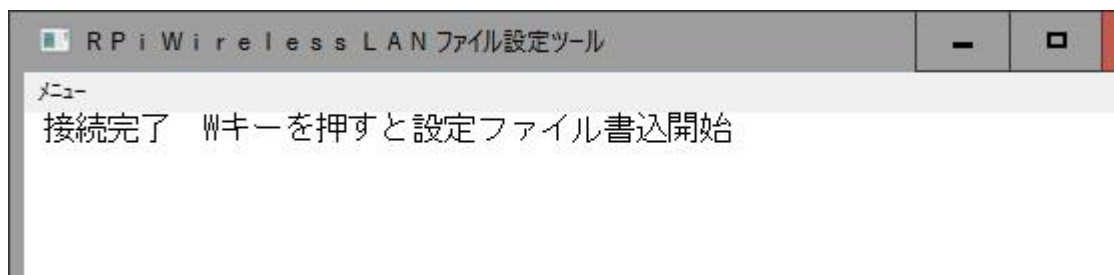 ＲＰｉＷｉｒｅｌｅｓｓＬＡＮファイル設定ツール
メニュー
接続完了　Wキーを押すと設定ファイル書込開始